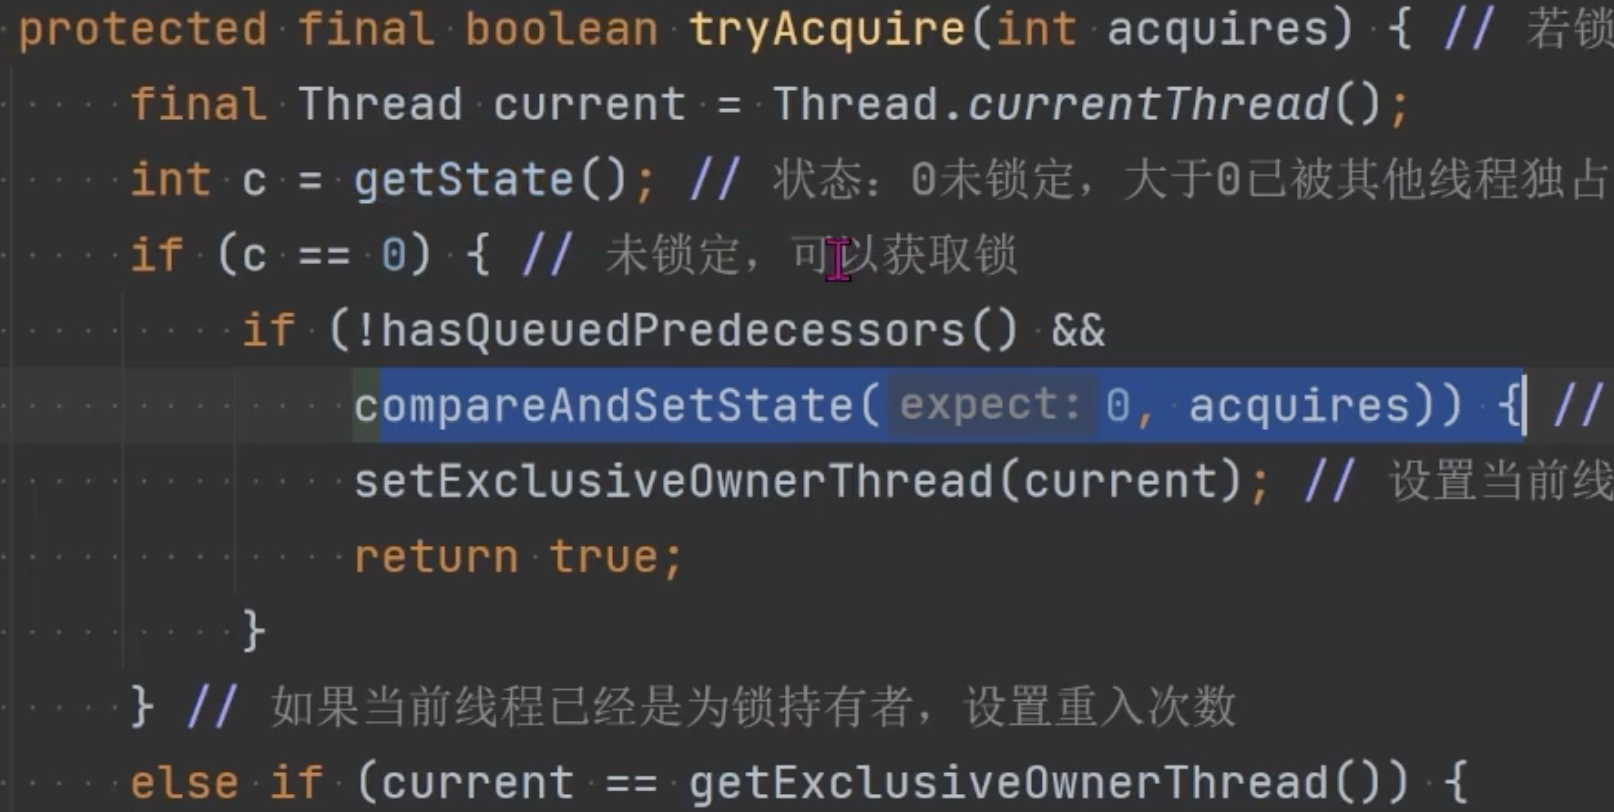 protected final boolean tryAcquire(int acquires) { // 若锁
final Thread current = Thread.currentThread();
int c = getState(); // 状态：0未锁定，大于0已被其他线程独占
if (c == 0) { // 未锁定，可以获取锁
if (!hasQueuedPredecessors() &&
compareAndSetState( expect: 0, acquires)) { //
setExclusiveOwnerThread(current); // 设置当前线
return true;
}
} // 如果当前线程已经是为锁持有者，设置重入次数
else if (current == getExclusiveOwnerThread()) {